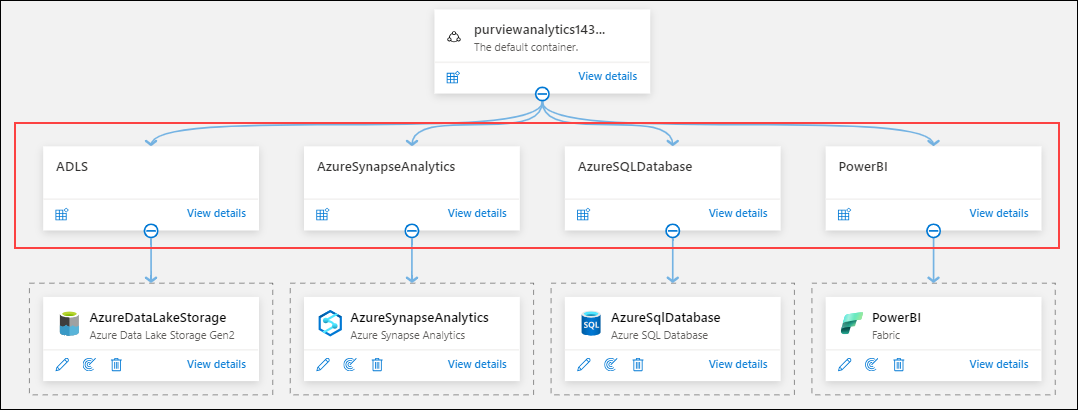 purviewanalytics143...
The default container.
View details
ADLS
View details
AzureSynapseAnalytics
View details
AzureSQLDatabase
View details
PowerBI
View details
AzureDataLakeStorage
Azure Data Lake Storage Gen2
View details
AzureSynapseAnalytics
Azure Synapse Analytics
View details
SQL
AzureSqlDatabase
Azure SQL Database
View details
PowerBI
Fabric
View details